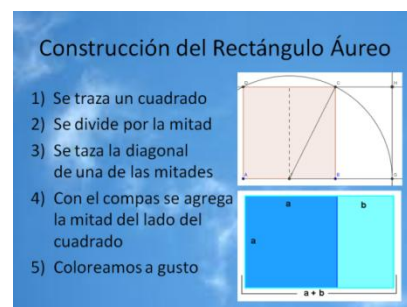 Construcción del Rectángulo Áureo
1) Se traza un cuadrado
2) Se divide por la mitad
3) Se taza la diagonal
de una de las mitades
4) Con el compas se agrega
la mitad del lado del
cuadrado
5) Coloreamos a gusto
a
b
a
a + b